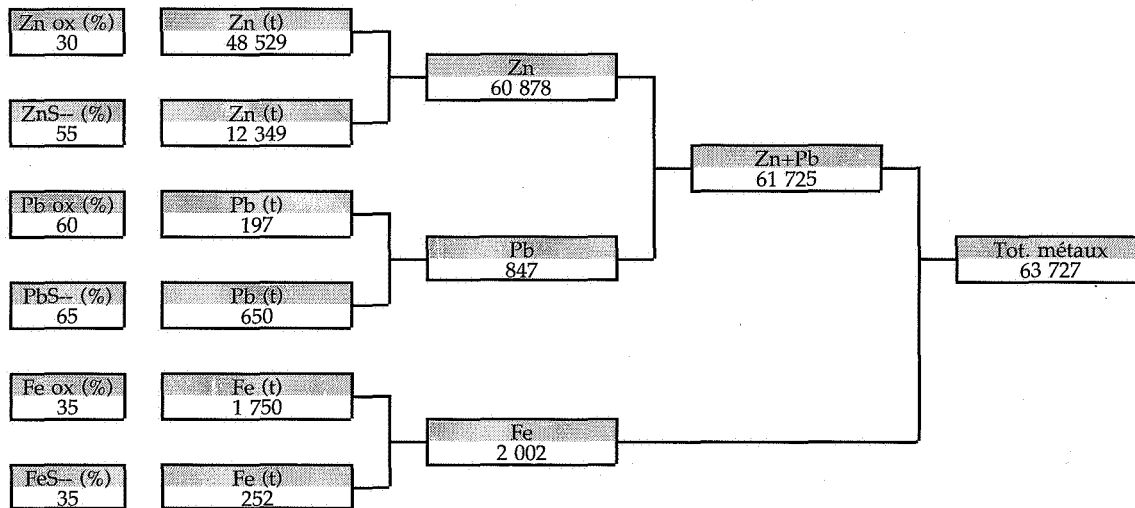 Zn ox (%) Zn (t)
30 48 529
Zn
60 878
ZnS-- (%) Zn (t)
55 12 349
Zn+Pb
61 725
Pb ox (%) Pb (t)
60 197
Pb
847
Tot. métaux
63 727
PbS-- (%) Pb (t)
65 650
Fe ox (%) Fe (t)
35 1 750
Fe
2 002
FeS-- (%) Fe (t)
35 252